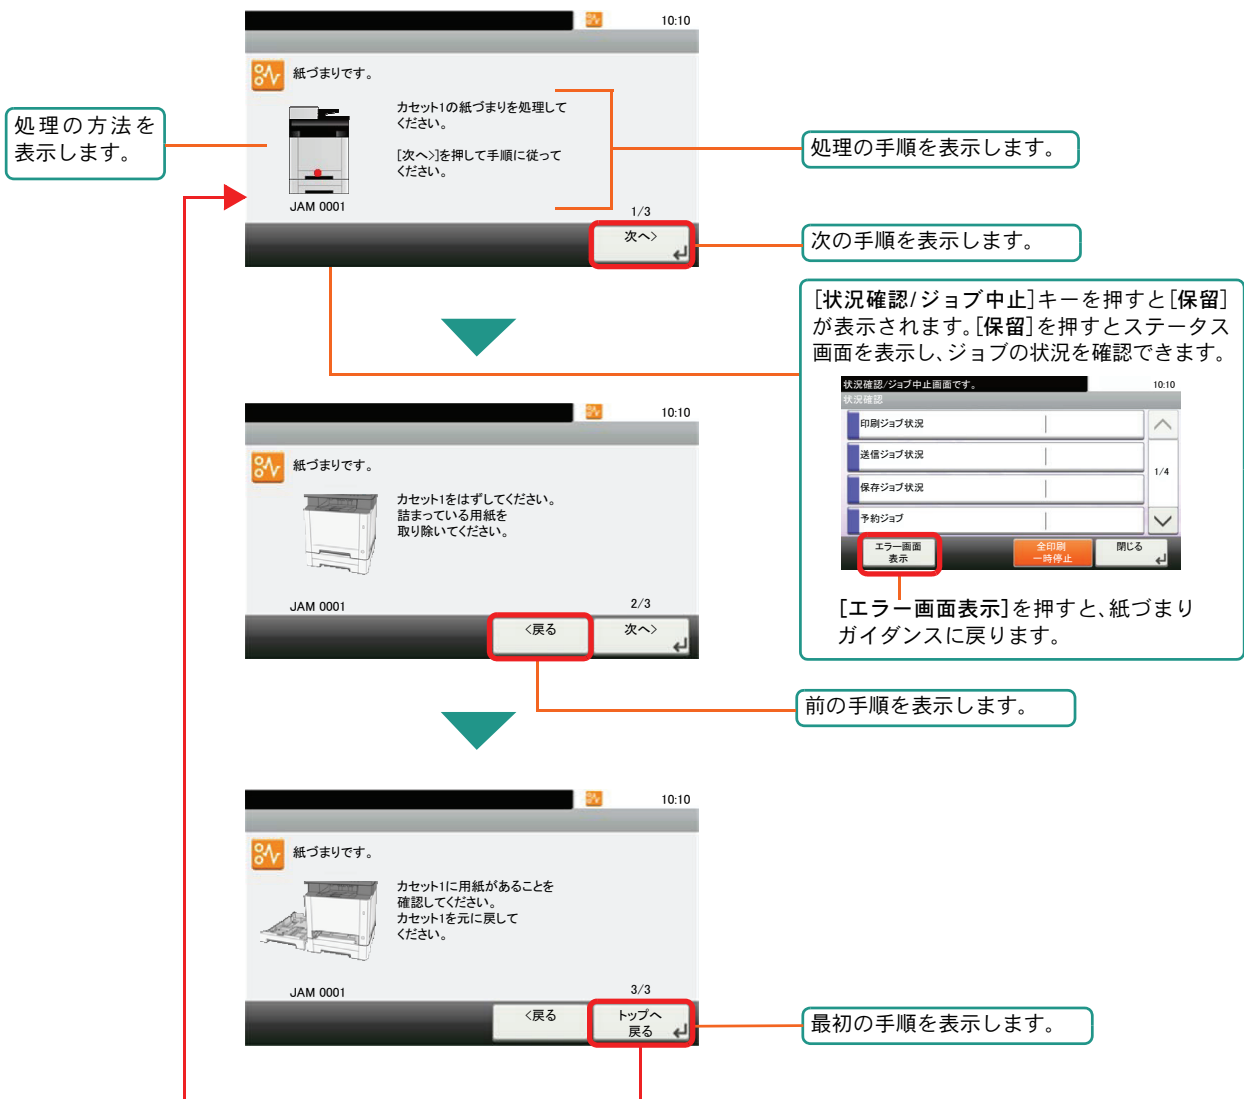 10:10
紙づまりです。
カセット1の紙づまりを処理して
ください。
[次へ>]を押して手順に従って
ください。
JAM 0001
1/3
次へ>
処理の方法を
表示します。
処理の手順を表示します。
次の手順を表示します。
[状況確認/ジョブ中止]キーを押すと[保留]
が表示されます。[保留]を押すとステータス
画面を表示し、ジョブの状況を確認できます。
状況確認/ジョブ中止画面です。
10:10
状況確認
印刷ジョブ状況
送信ジョブ状況
保存ジョブ状況
予約ジョブ
1/4
エラー画面
表示
全印刷
一時停止
閉じる
[エラー画面表示]を押すと、紙づまり
ガイダンスに戻ります。
10:10
紙づまりです。
カセット1をはずしてください。
詰まっている用紙を
取り除いてください。
JAM 0001
2/3
<戻る
次へ>
前の手順を表示します。
10:10
紙づまりです。
カセット1に用紙があることを
確認してください。
カセット1を元に戻して
ください。
JAM 0001
3/3
<戻る
トップへ
戻る
最初の手順を表示します。